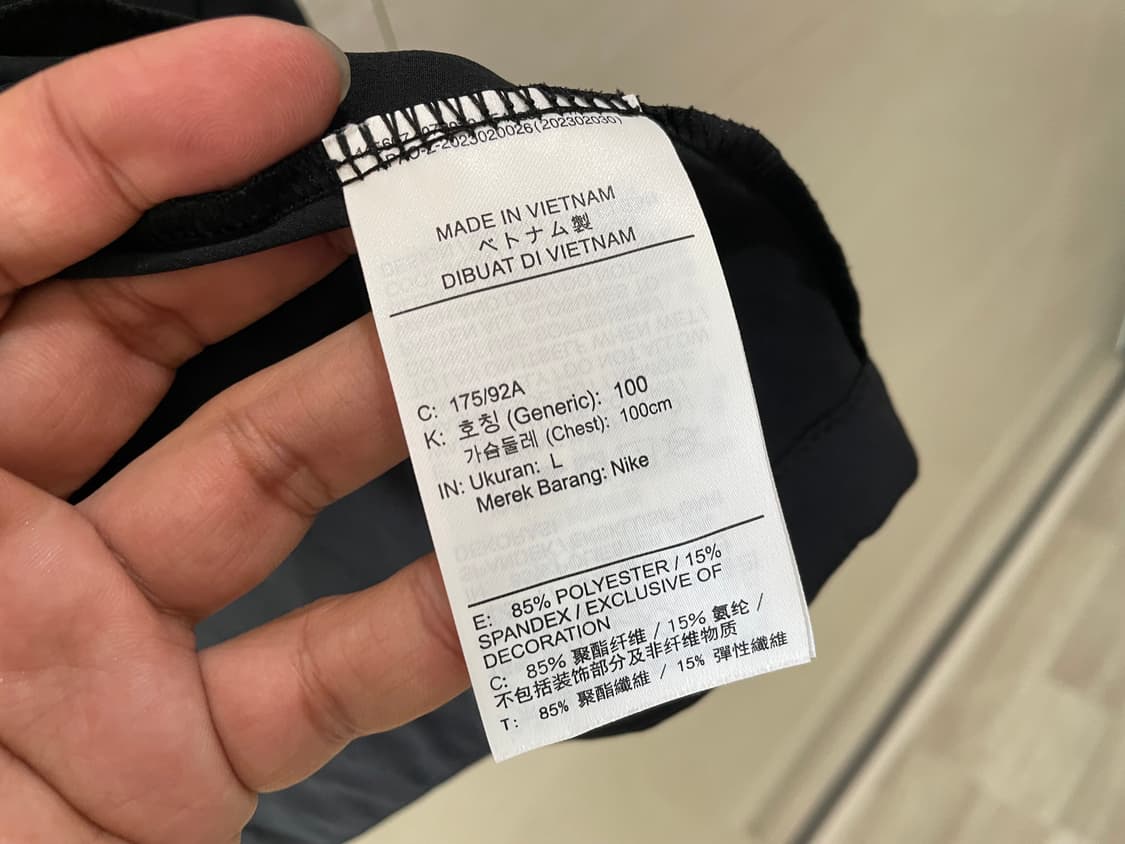 2023020026(202302030)
MADE IN VIETNAM
ベトナム製
DIBUAT DI VIETNAM
C: 175/92A
K: 호칭 (Generic): 100
가슴둘레 (Chest): 100cm
IN: Ukuran: L
Merek Barang: Nike
E: 85% POLYESTER / 15%
SPANDEX / EXCLUSIVE OF
DECORATION
C: 85% 聚酯纤维 / 15% 氨纶 /
不包括装饰部分及非纤维物质
T: 85% 聚酯纖維 / 15% 彈性纖維